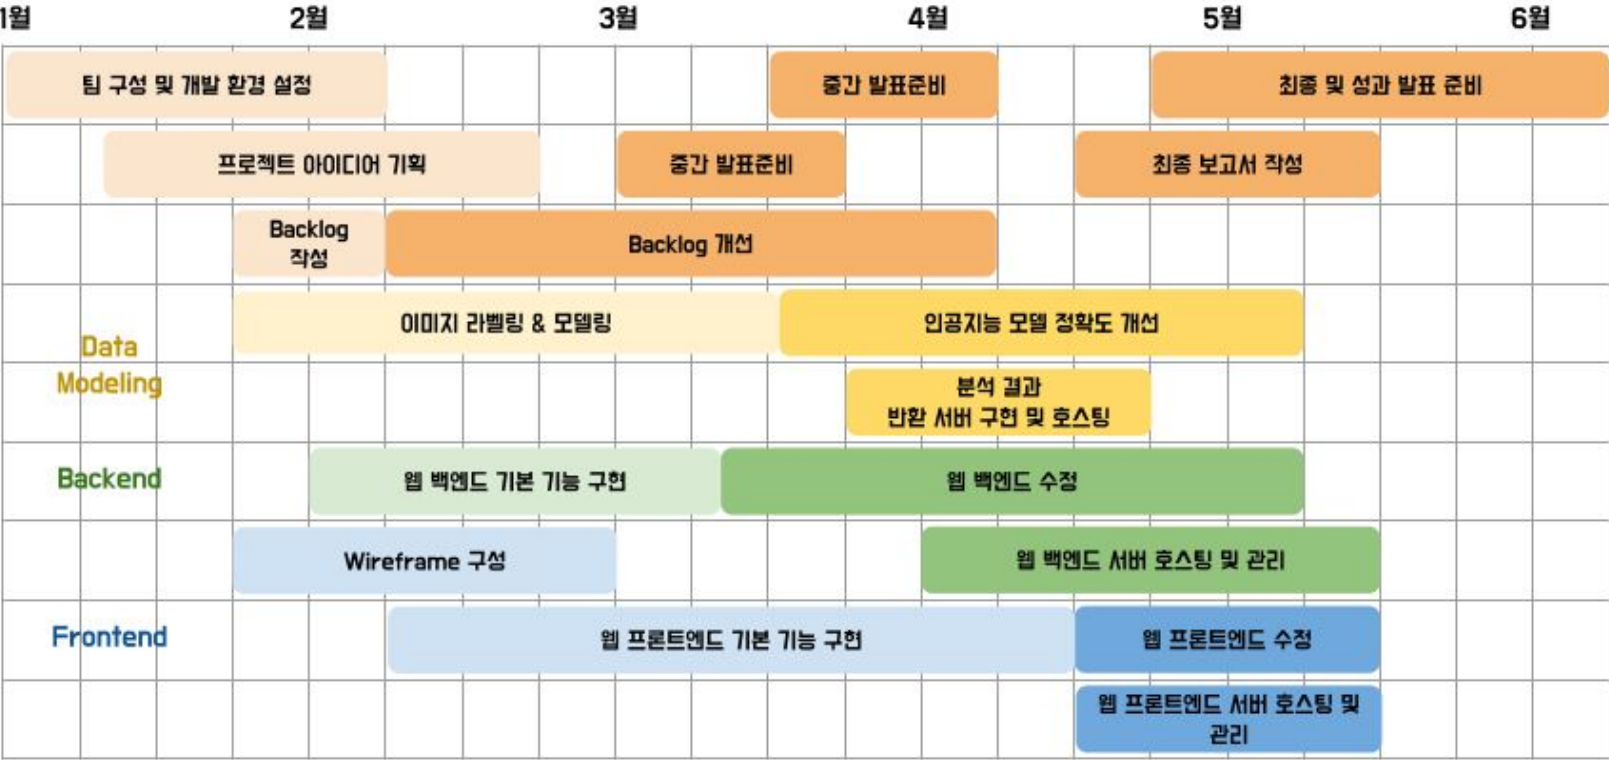 1월 2월 3월 4월 5월 6월
팀 구성 및 개발 환경 설정
중간 발표준비
최종 및 성과 발표 준비
프로젝트 아이디어 기획
중간 발표준비
최종 보고서 작성
Backlog
작성
Backlog 개선
Data
Modeling
이미지 라벨링 & 모델링
인공지능 모델 정확도 개선
분석 결과
반환 서버 구현 및 호스팅
Backend
웹 백엔드 기본 기능 구현
웹 백엔드 수정
Wireframe 구성
웹 백엔드 서버 호스팅 및 관리
Frontend
웹 프론트엔드 기본 기능 구현
웹 프론트엔드 수정
웹 프론트엔드 서버 호스팅 및
관리